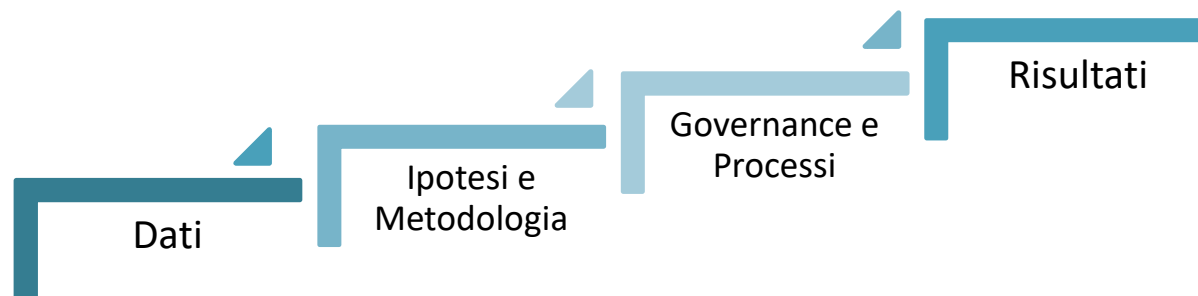 Dati
Ipotesi e
Metodologia
Governance e
Processi
Risultati